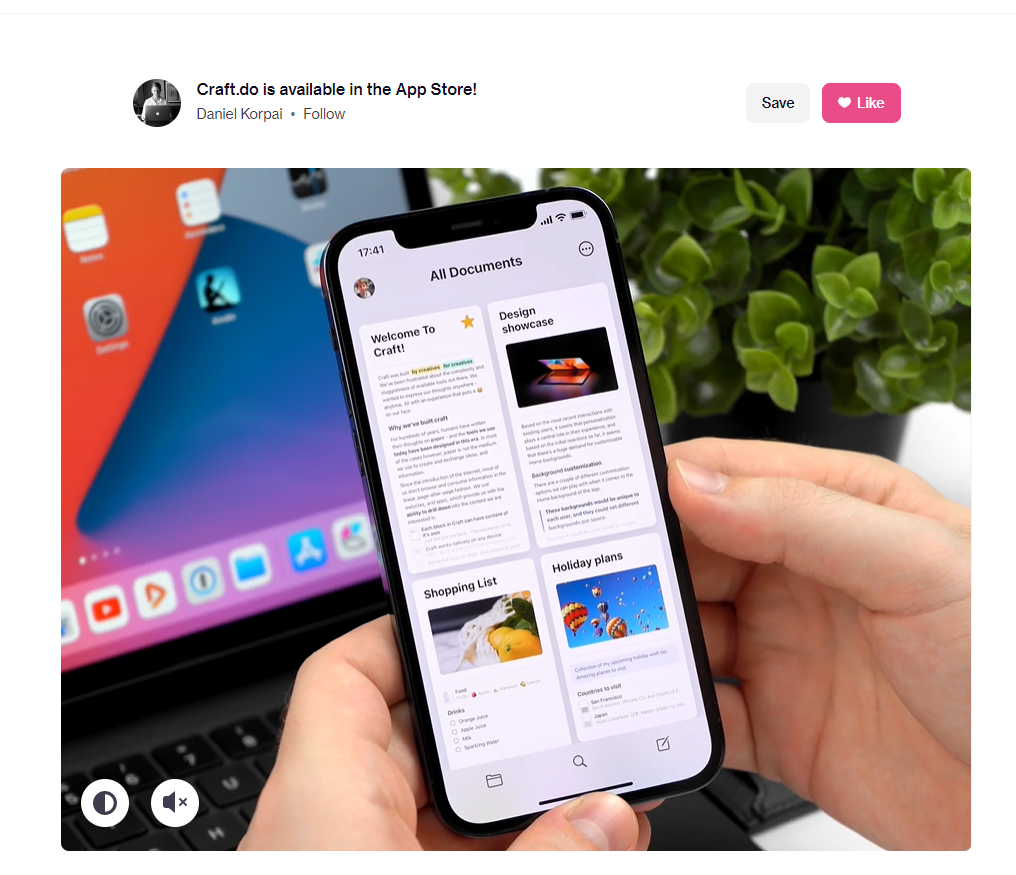 Craft.do is available in the App Store!
Daniel Korpai • Follow
Save
Like
Notes
Reminders
Settings
Kindle
17:41
All Documents
Welcome To
Craft!
Craft was built by creatives for creatives
We've been frustrated about the complexity and
sluggishness of available tools out there. We
wanted to express our thoughts anywhere -
anytime. All with an experience that puts a 😀
on our face.
Why we've built craft
For hundreds of years, humans have written
their thoughts on paper - and the tools we use
today have been designed in this era. In most
of the cases however, paper is not the medium
we use to create and exchange ideas, and
information.
Since the introduction of the internet, most of
us don't browse and consume information in the
linear, page-after-page fashion. We use
websites, and apps, which provide us with the
ability to drill down into the content we are
interested in.
Each block in Craft can have content of
it's own
Craft works natively on any device
Design
showcase
Based on the most recent interactions with
existing users, it seems that personalization
plays a central role in their experience, and
based on the initial reactions so far, it seems
that there's a huge demand for customizable
Home backgrounds.
Background customization
There are a couple of different customization
options we can play with when it comes to the
Home background of the app.
These backgrounds would be unique to
each user, and they could set different
backgrounds per space.
Shopping List
Food
Drinks
Orange Juice
Apple Juice
Milk
Sparkling Water
Holiday plans
Collection of my upcoming holiday wish list.
Amazing places to visit.
Countries to visit
San Francisco
Japan